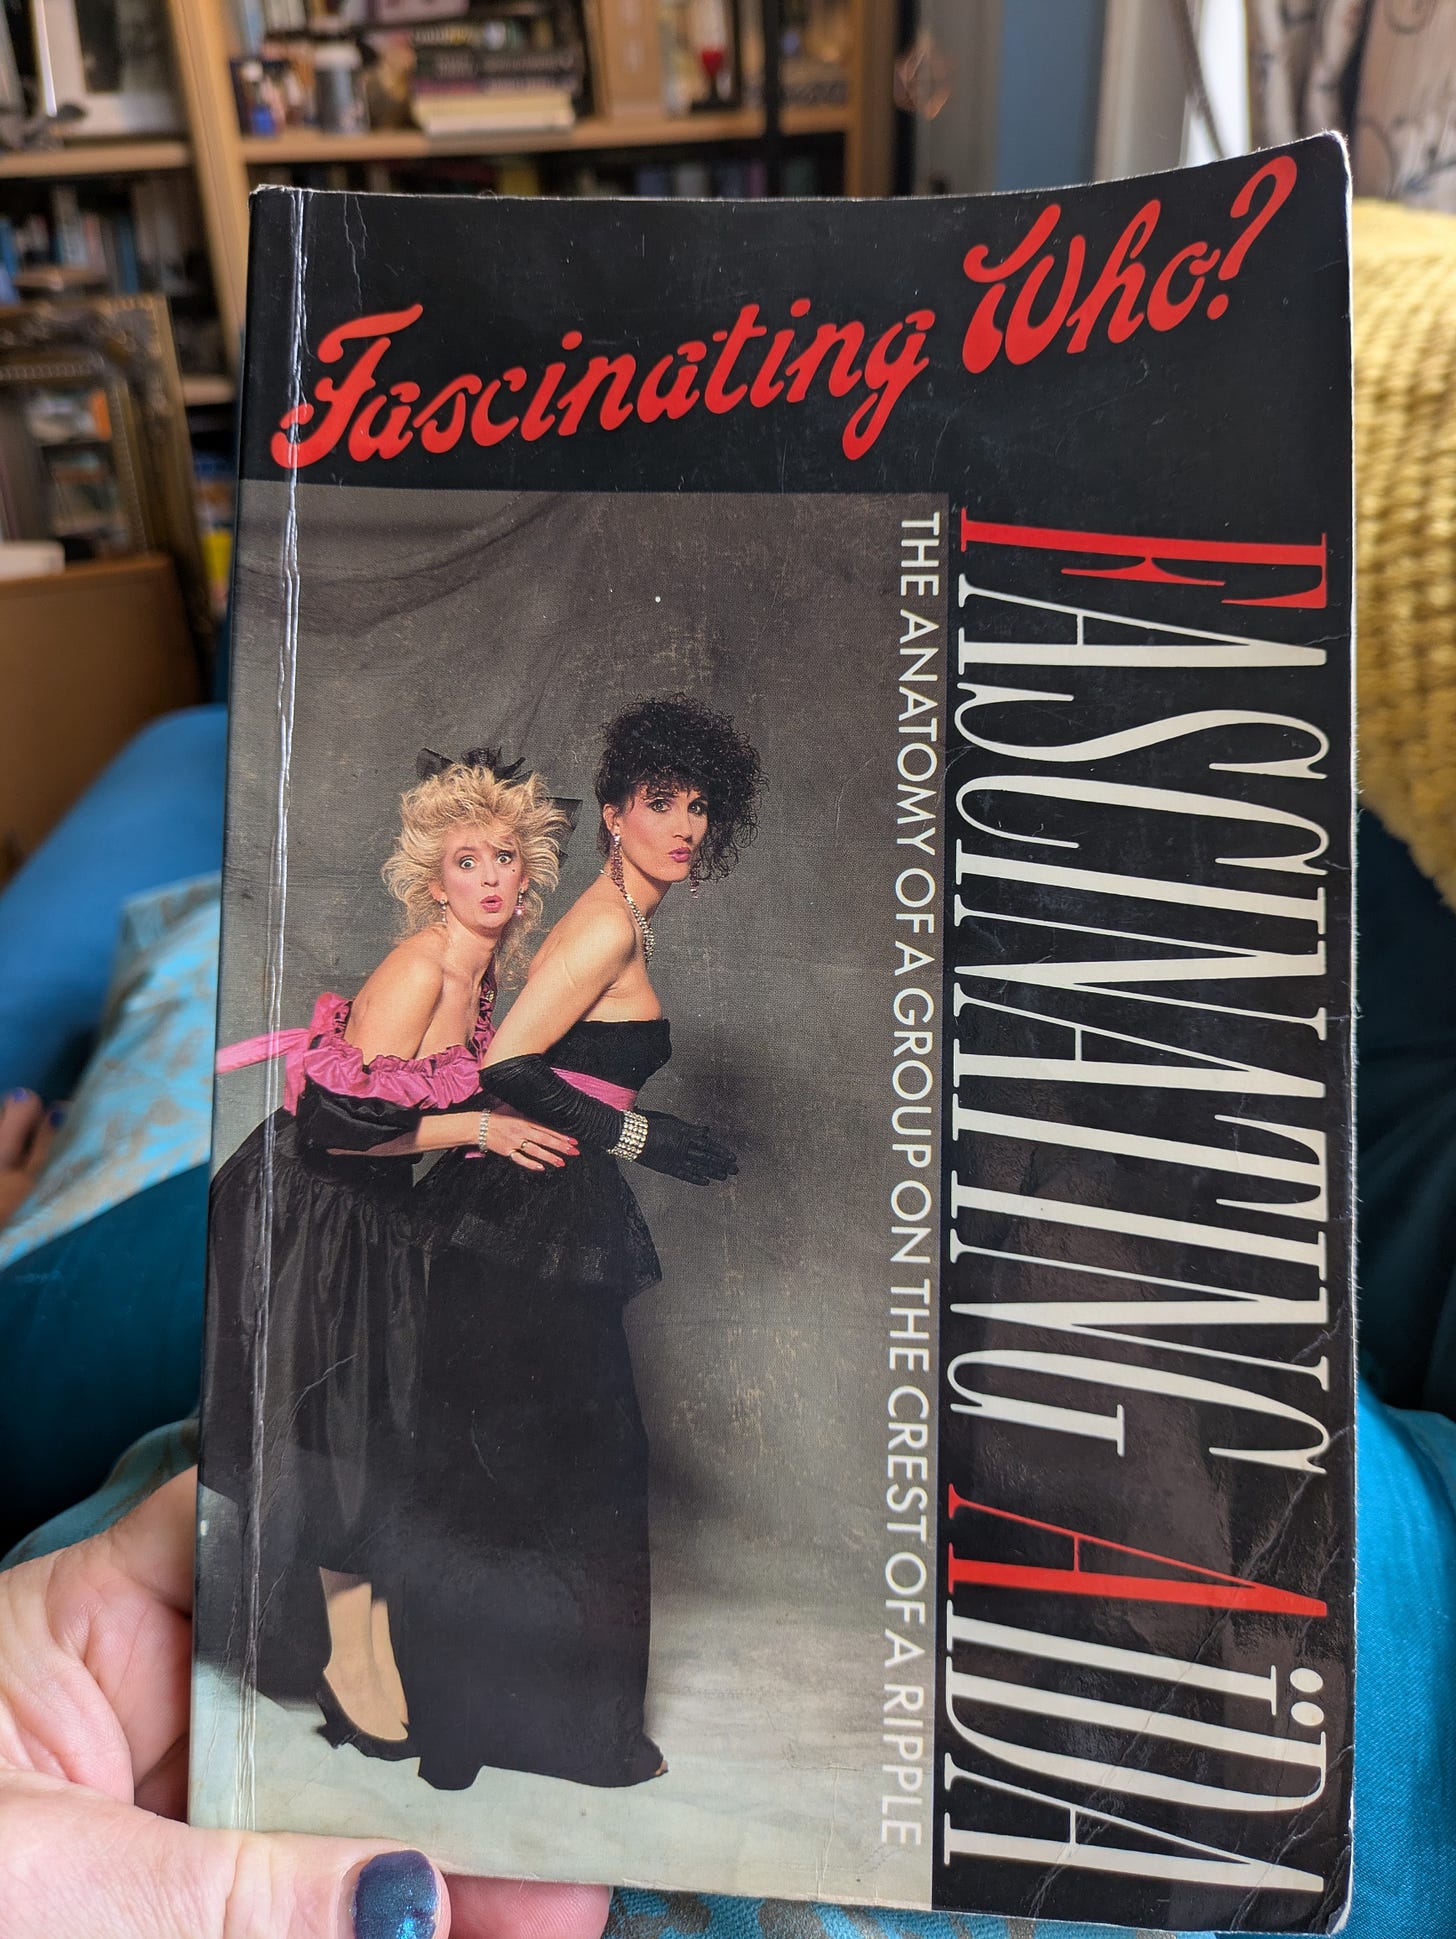 Fascinating Who?
FASCINATING AÏDA
THE ANATOMY OF A GROUP ON THE CREST OF A RIPPLE